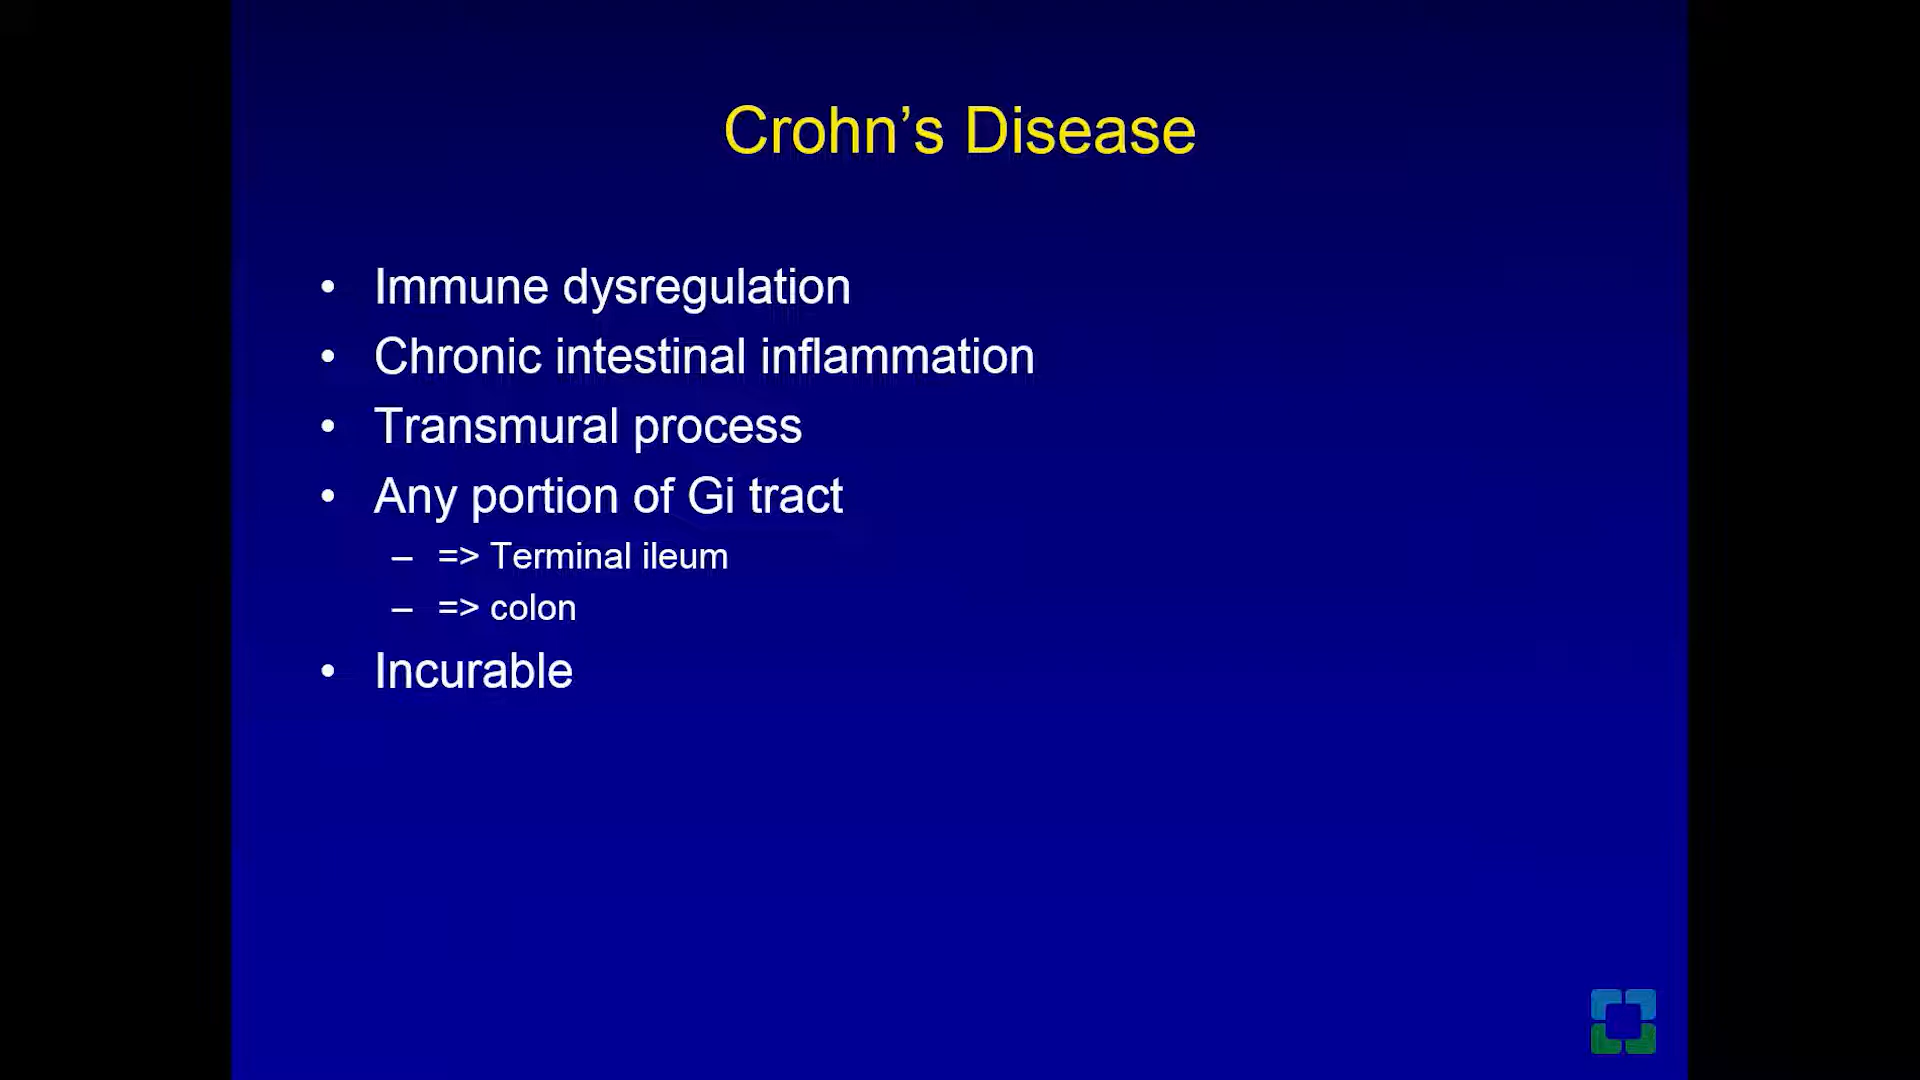 Crohn’s Disease
• Immune dysregulation
• Chronic intestinal inflammation
• Transmural process
• Any portion of Gi tract
– => Terminal ileum
– => colon
• Incurable